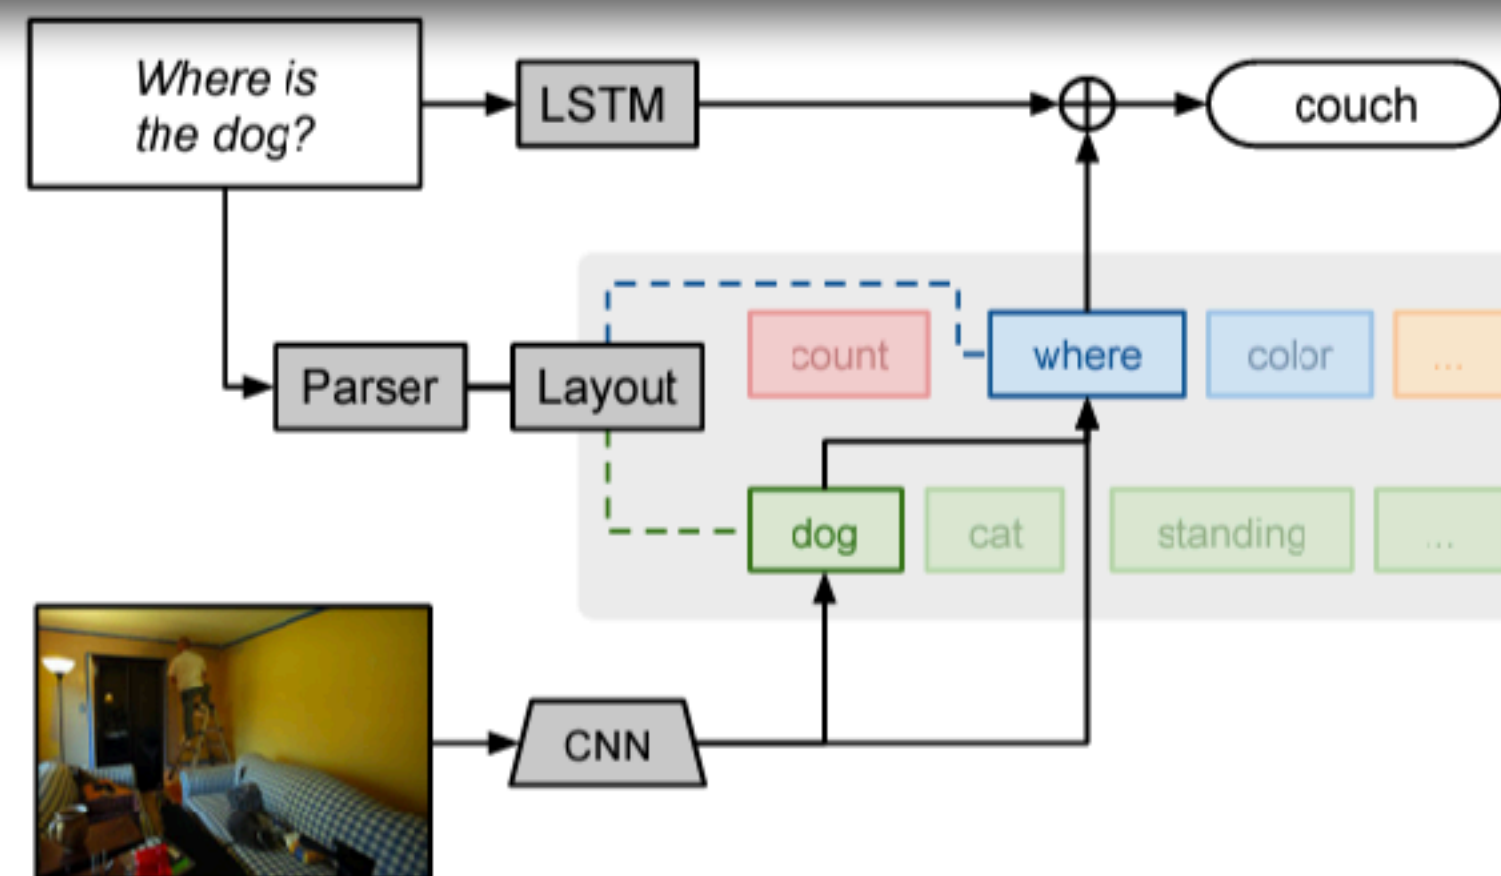 Where is
the dog?
LSTM
couch
count
where
color
...
Parser
Layout
dog
cat
standing
...
CNN